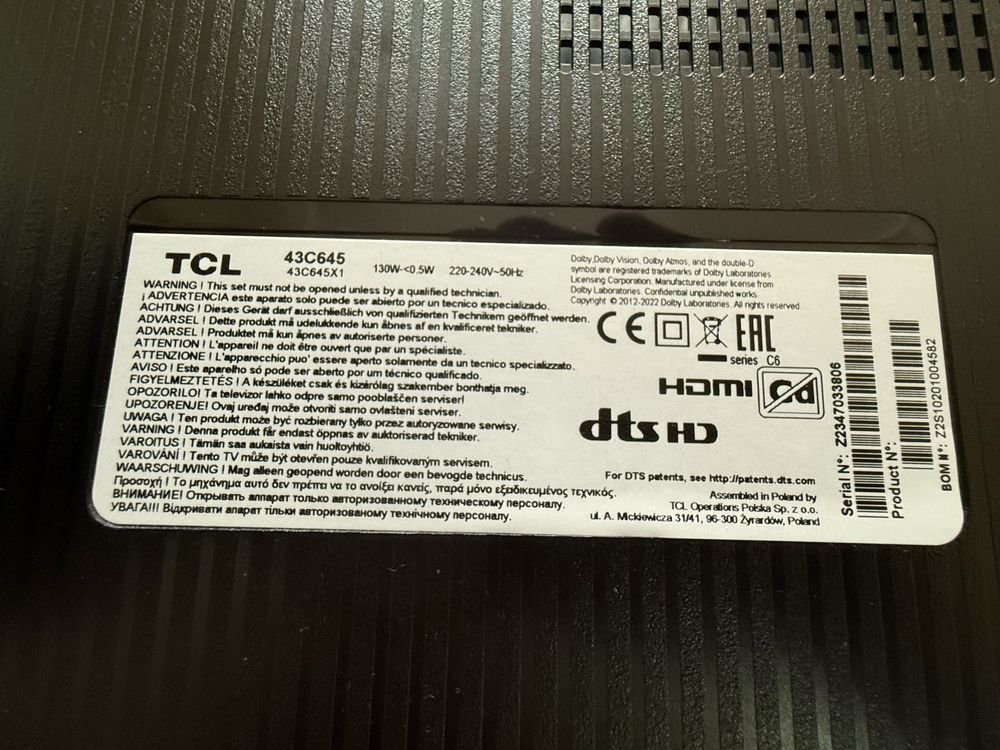 TCL
43C645
43C645X1
130W-<0.5W 220-240V~50Hz
WARNING ! This set must not be opened unless by a qualified technician.
¡ ADVERTENCIA este aparato solo puede ser abierto por un tecnico especializado.
ACHTUNG ! Dieses Gerät darf ausschließlich von qualifizierten Technikern geöffnet werden.
ADVARSEL ! Dette produkt må udelukkende kun åbnes af en kvalificeret tekniker.
ADVARSEL ! Produktet må kun åpnes av autoriserte personer.
ATTENTION ! L'appareil ne doit être ouvert que par un spécialiste.
ATTENZIONE ! L'apparecchio puo' essere aperto solamente da un tecnico specializzato.
AVISO ! Este aparelho só pode ser aberto por um técnico qualificado.
FIGYELMEZTETÉS ! A készüléket csak és kizárólag szakember bonthatja meg.
OPOZORILO! Ta televizor lahko odpre samo pooblaščen serviser!
UPOZORENJE! Ovaj uredaj može otvoriti samo ovlašteni serviser.
UWAGA ! Ten produkt może być rozbierany tylko przez autoryzowane serwisy.
VARNING ! Denna produkt får endast öppnas av auktoriserad tekniker.
VAROITUS ! Tämän saa aukaista vain huoltoyhtiö.
VAROVÁNÍ ! Tento TV může být otevřen pouze kvalifikovaným servisem.
WAARSCHUWING ! Mag alleen geopend worden door een bevoegde technicus.
Προσοχή ! Το μηχάνημα αυτό δεν πρέπει να το ανοίξει κανείς, παρά μόνο εξειδικευμένος τεχνικός.
ВНИМАНИЕ! Открывать аппарат только авторизованному техническому персоналу.
УВАГА!!! Відкривати апарат тільки авторизованому технічному персоналу.
Dolby,Dolby Vision, Dolby Atmos, and the double-D
symbol are registered trademarks of Dolby Laboratories
Licensing Corporation. Manufactured under license from
Dolby Laboratories. Confidential unpublished works.
Copyright © 2012-2022 Dolby Laboratories. All rights reserved.
CE EAC
series C6
HDMI
dts HD
For DTS patents, see http://patents.dts.com
Assembled in Poland by
TCL Operations Polska Sp. z o.o.
ul. A. Mickiewicza 31/41, 96-300 Żyrardów, Poland
Serial N°: Z2347033806
Product N°:
BOM N°: Z2S10201004582